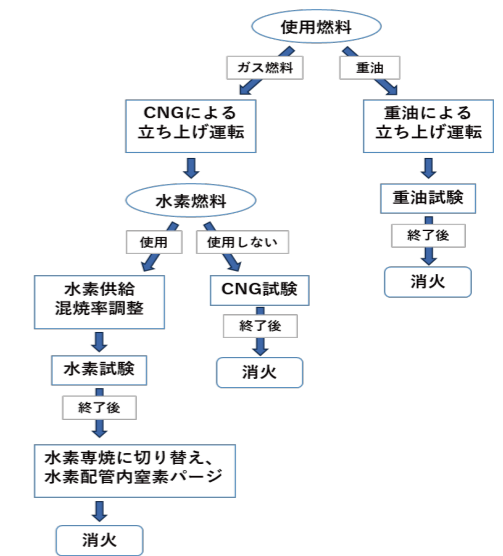 使用燃料
ガス燃料
重油
CNGによる
立ち上げ運転
重油による
立ち上げ運転
水素燃料
重油試験
使用
使用しない
終了後
水素供給
混焼率調整
CNG試験
消火
終了後
水素試験
消火
終了後
水素専焼に切り替え、
水素配管内窒素パージ
消火